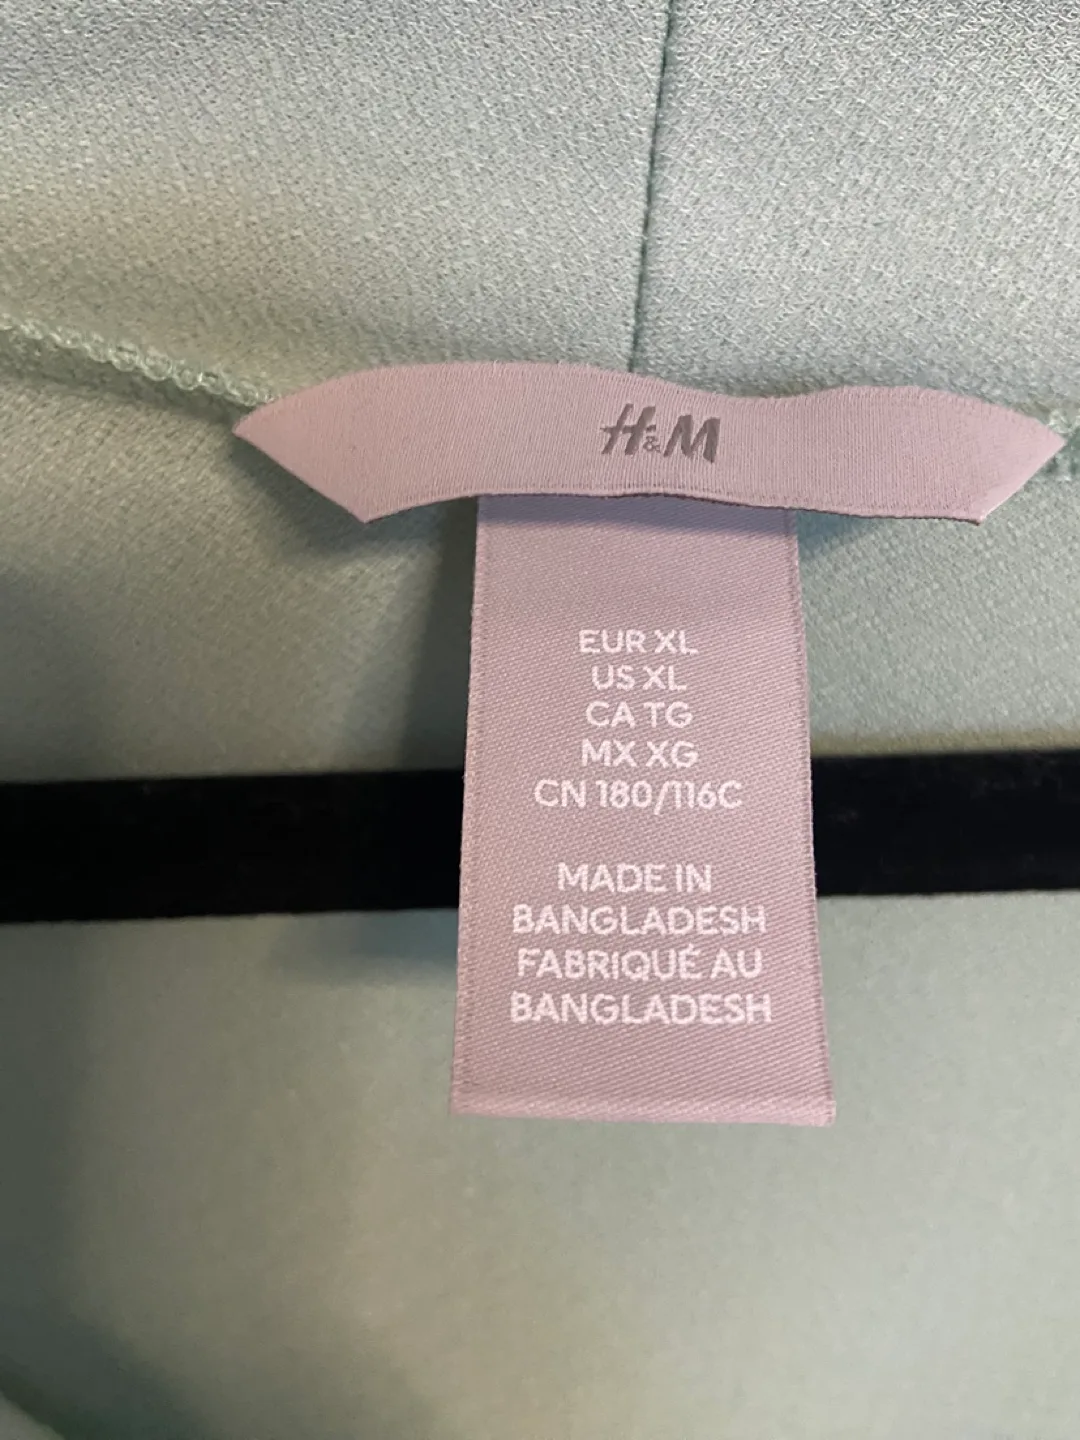 H&M
EUR XL
US XL
CA TG
MX XG
CN 180/116C
MADE IN
BANGLADESH
FABRIQUÉ AU
BANGLADESH